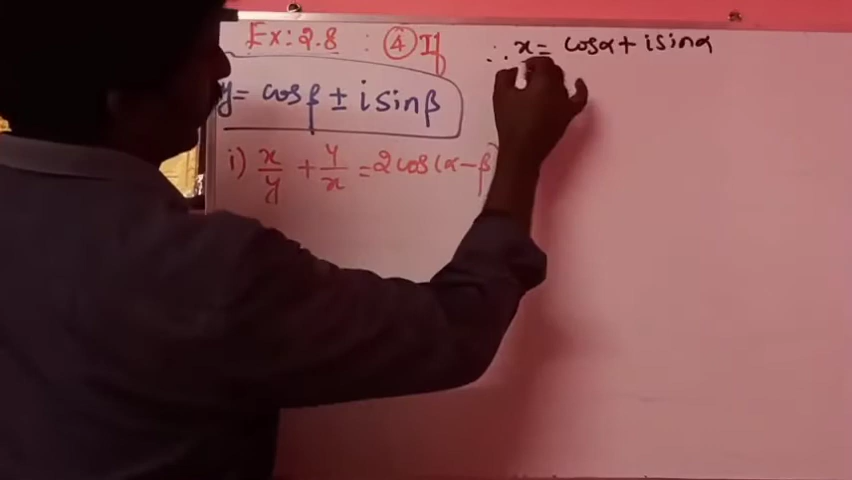 Ex: 2.8 : ④ If
y = cosβ ± i sinβ
i) x/y + y/x = 2cos(α-β)
∴ x = cosα + i sinα